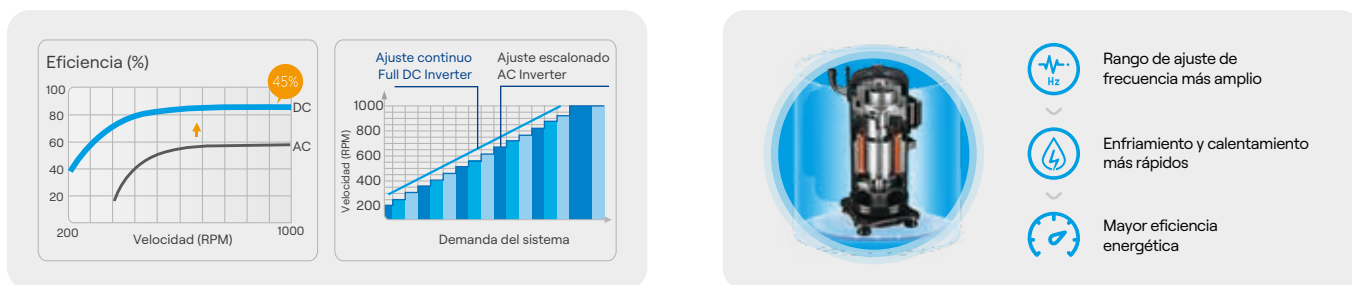 Eficiencia (%)
45%
100
80
60
40
20
DC
AC
200
Velocidad (RPM)
1000
Ajuste continuo
Full DC Inverter
Ajuste escalonado
AC Inverter
1000
800
600
400
200
Velocidad (RPM)
Demanda del sistema
Hz
Rango de ajuste de
frecuencia más amplio
Enfriamiento y calentamiento
más rápidos
Mayor eficiencia
energética